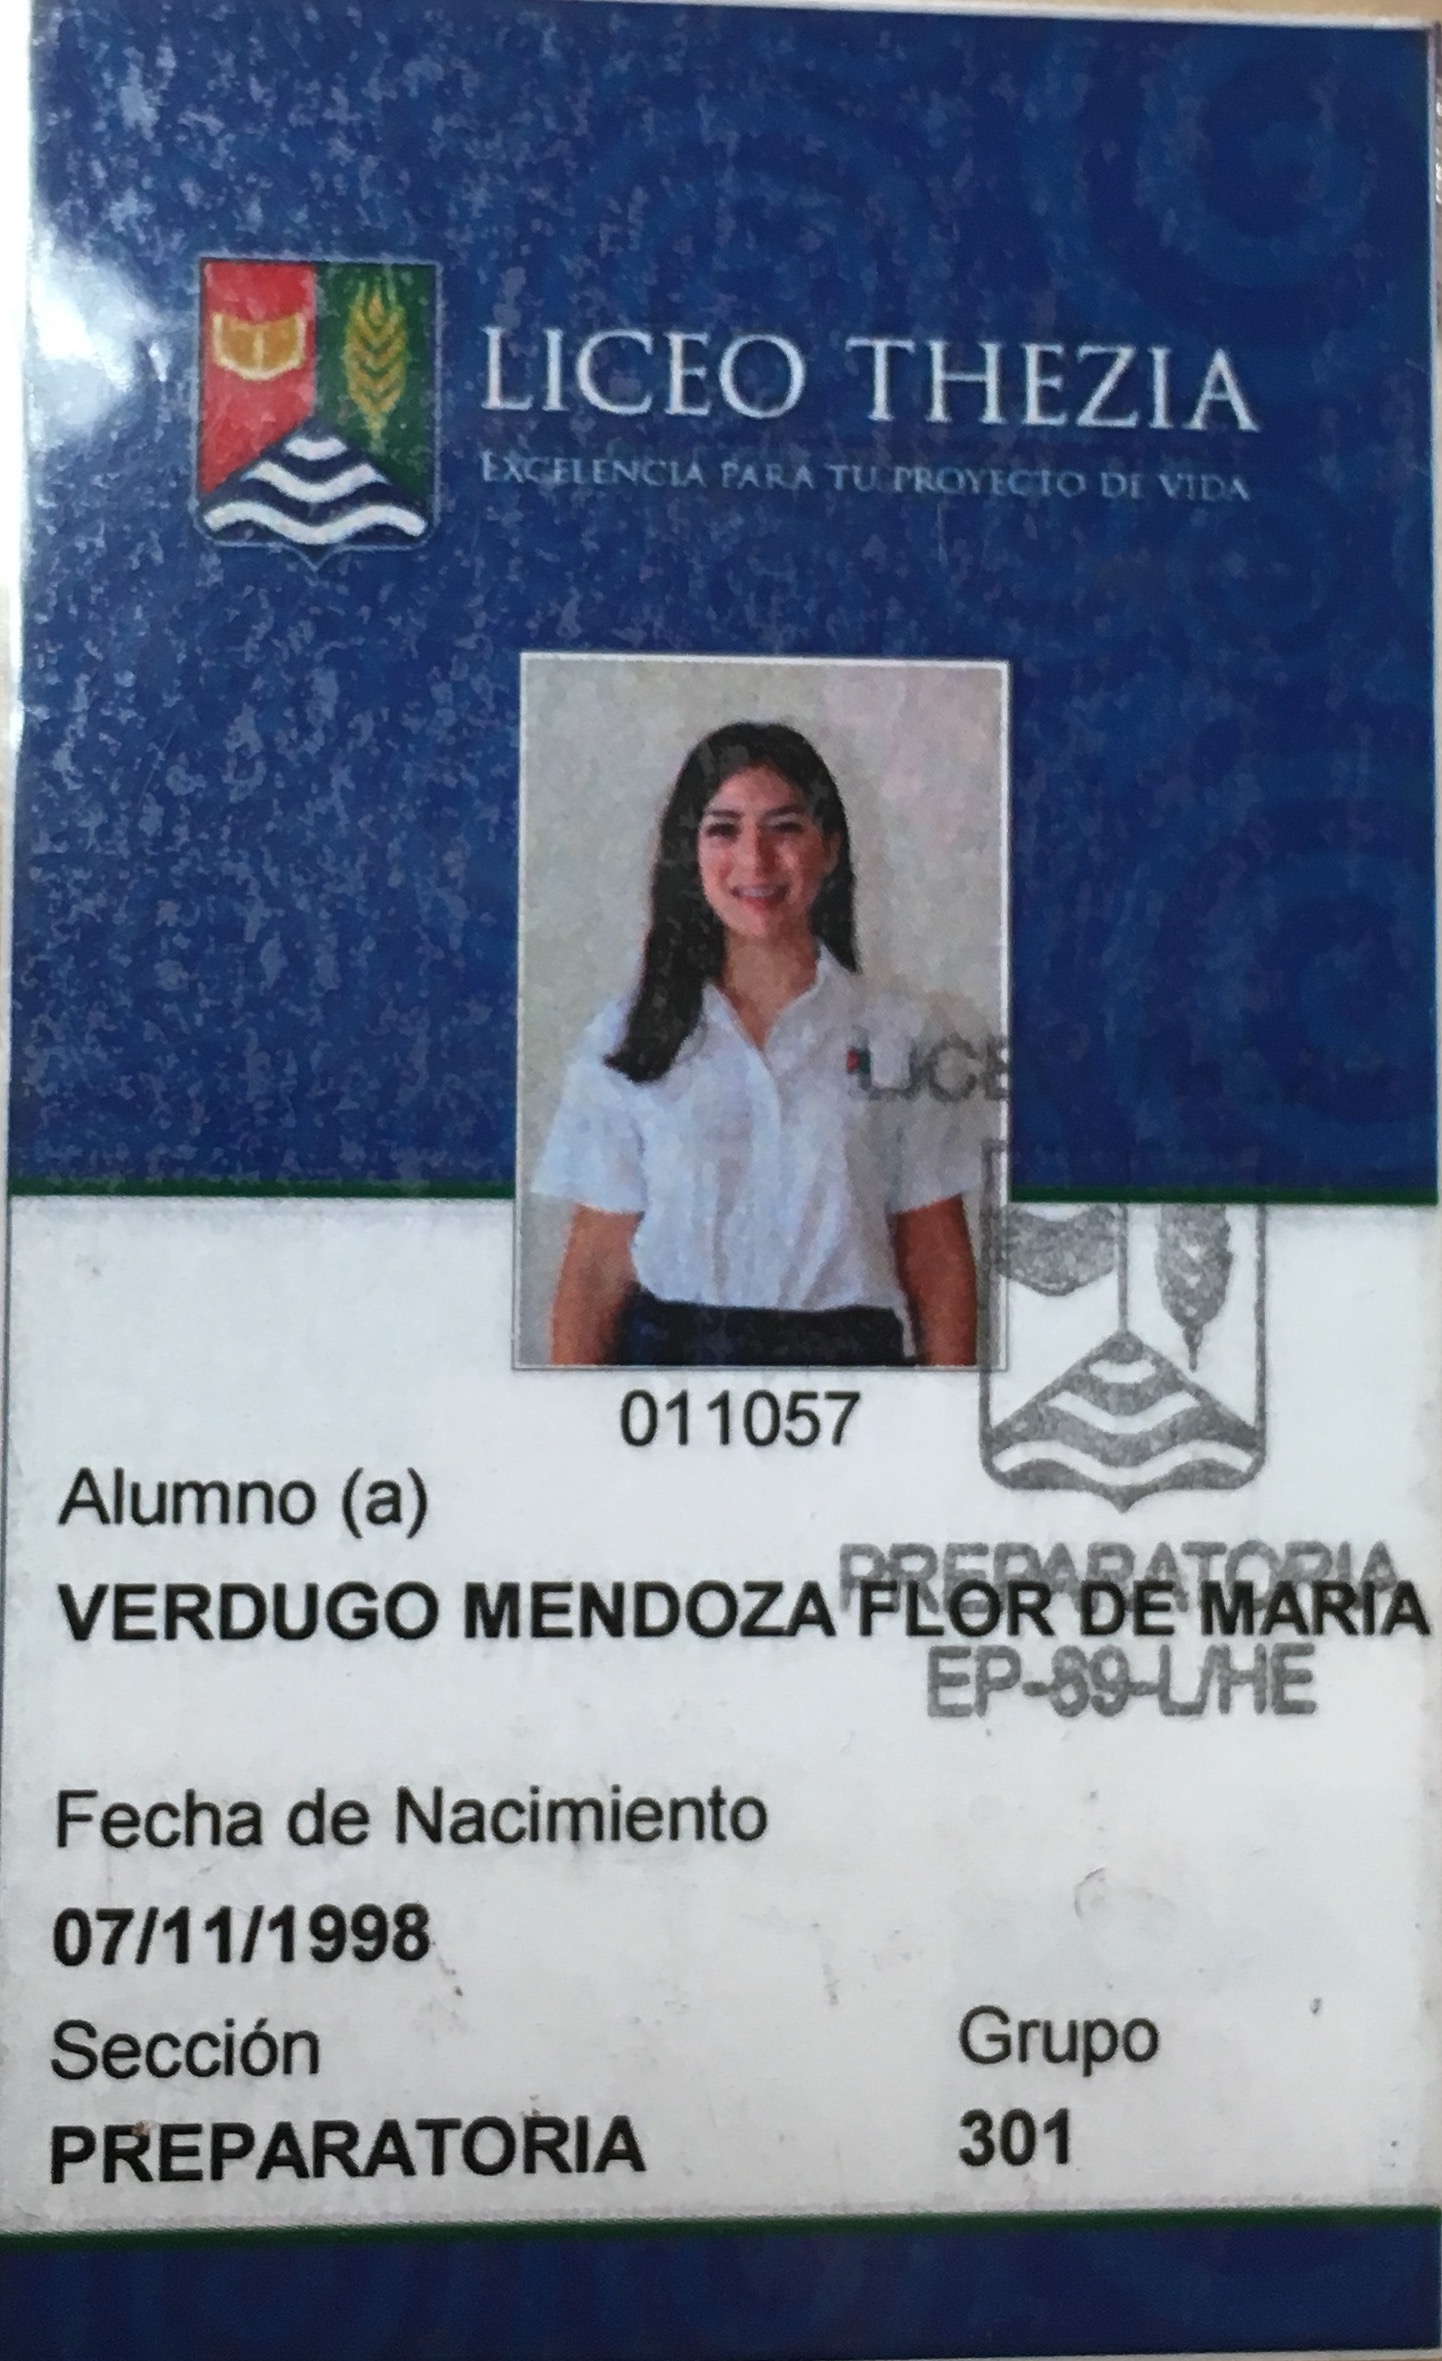 LICEO THEZIA
EXCELENCIA PARA TU PROYECTO DE VIDA
LICE
011057
Alumno (a)
PREPARATORIA
VERDUGO MENDOZA FLOR DE MARIA
EP-89-L/HE
Fecha de Nacimiento
07/11/1998
Sección Grupo
PREPARATORIA 301